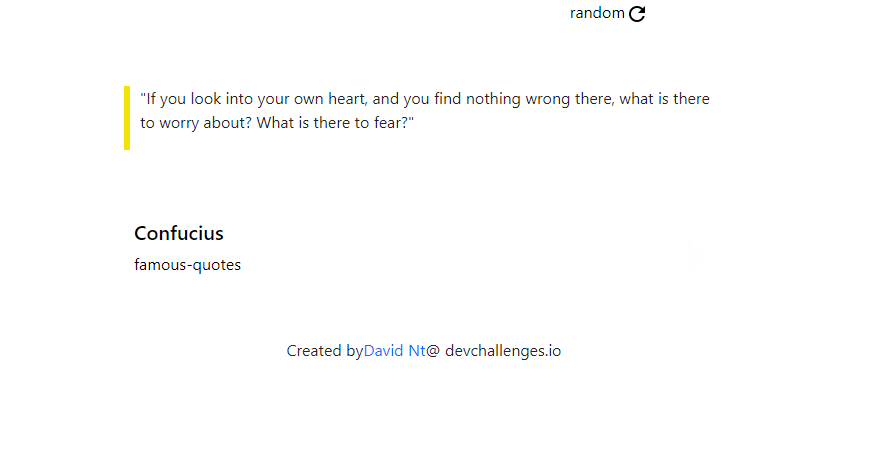 random
"If you look into your own heart, and you find nothing wrong there, what is there
to worry about? What is there to fear?"
Confucius
famous-quotes
Created byDavid Nt@ devchallenges.io